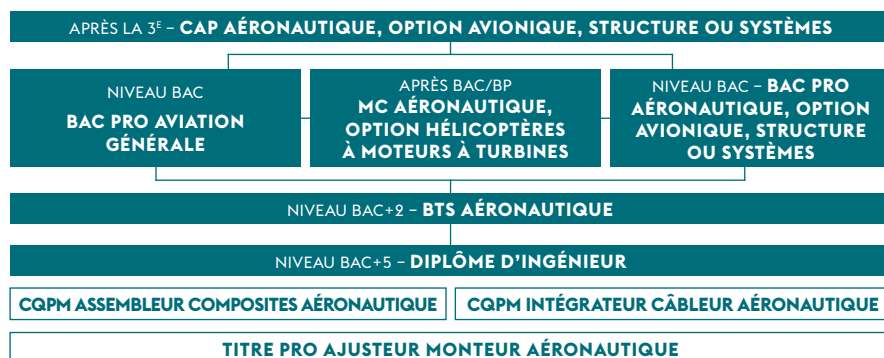 APRÈS LA 3E – CAP AÉRONAUTIQUE, OPTION AVIONIQUE, STRUCTURE OU SYSTÈMES
NIVEAU BAC
BAC PRO AVIATION
GÉNÉRALE
APRÈS BAC/BP
MC AÉRONAUTIQUE,
OPTION HÉLICOPTÈRES
À MOTEURS À TURBINES
NIVEAU BAC – BAC PRO
AÉRONAUTIQUE, OPTION
AVIONIQUE, STRUCTURE
OU SYSTÈMES
NIVEAU BAC+2 – BTS AÉRONAUTIQUE
NIVEAU BAC+5 – DIPLÔME D'INGÉNIEUR
CQPM ASSEMBLEUR COMPOSITES AÉRONAUTIQUE
CQPM INTÉGRATEUR CÂBLEUR AÉRONAUTIQUE
TITRE PRO AJUSTEUR MONTEUR AÉRONAUTIQUE